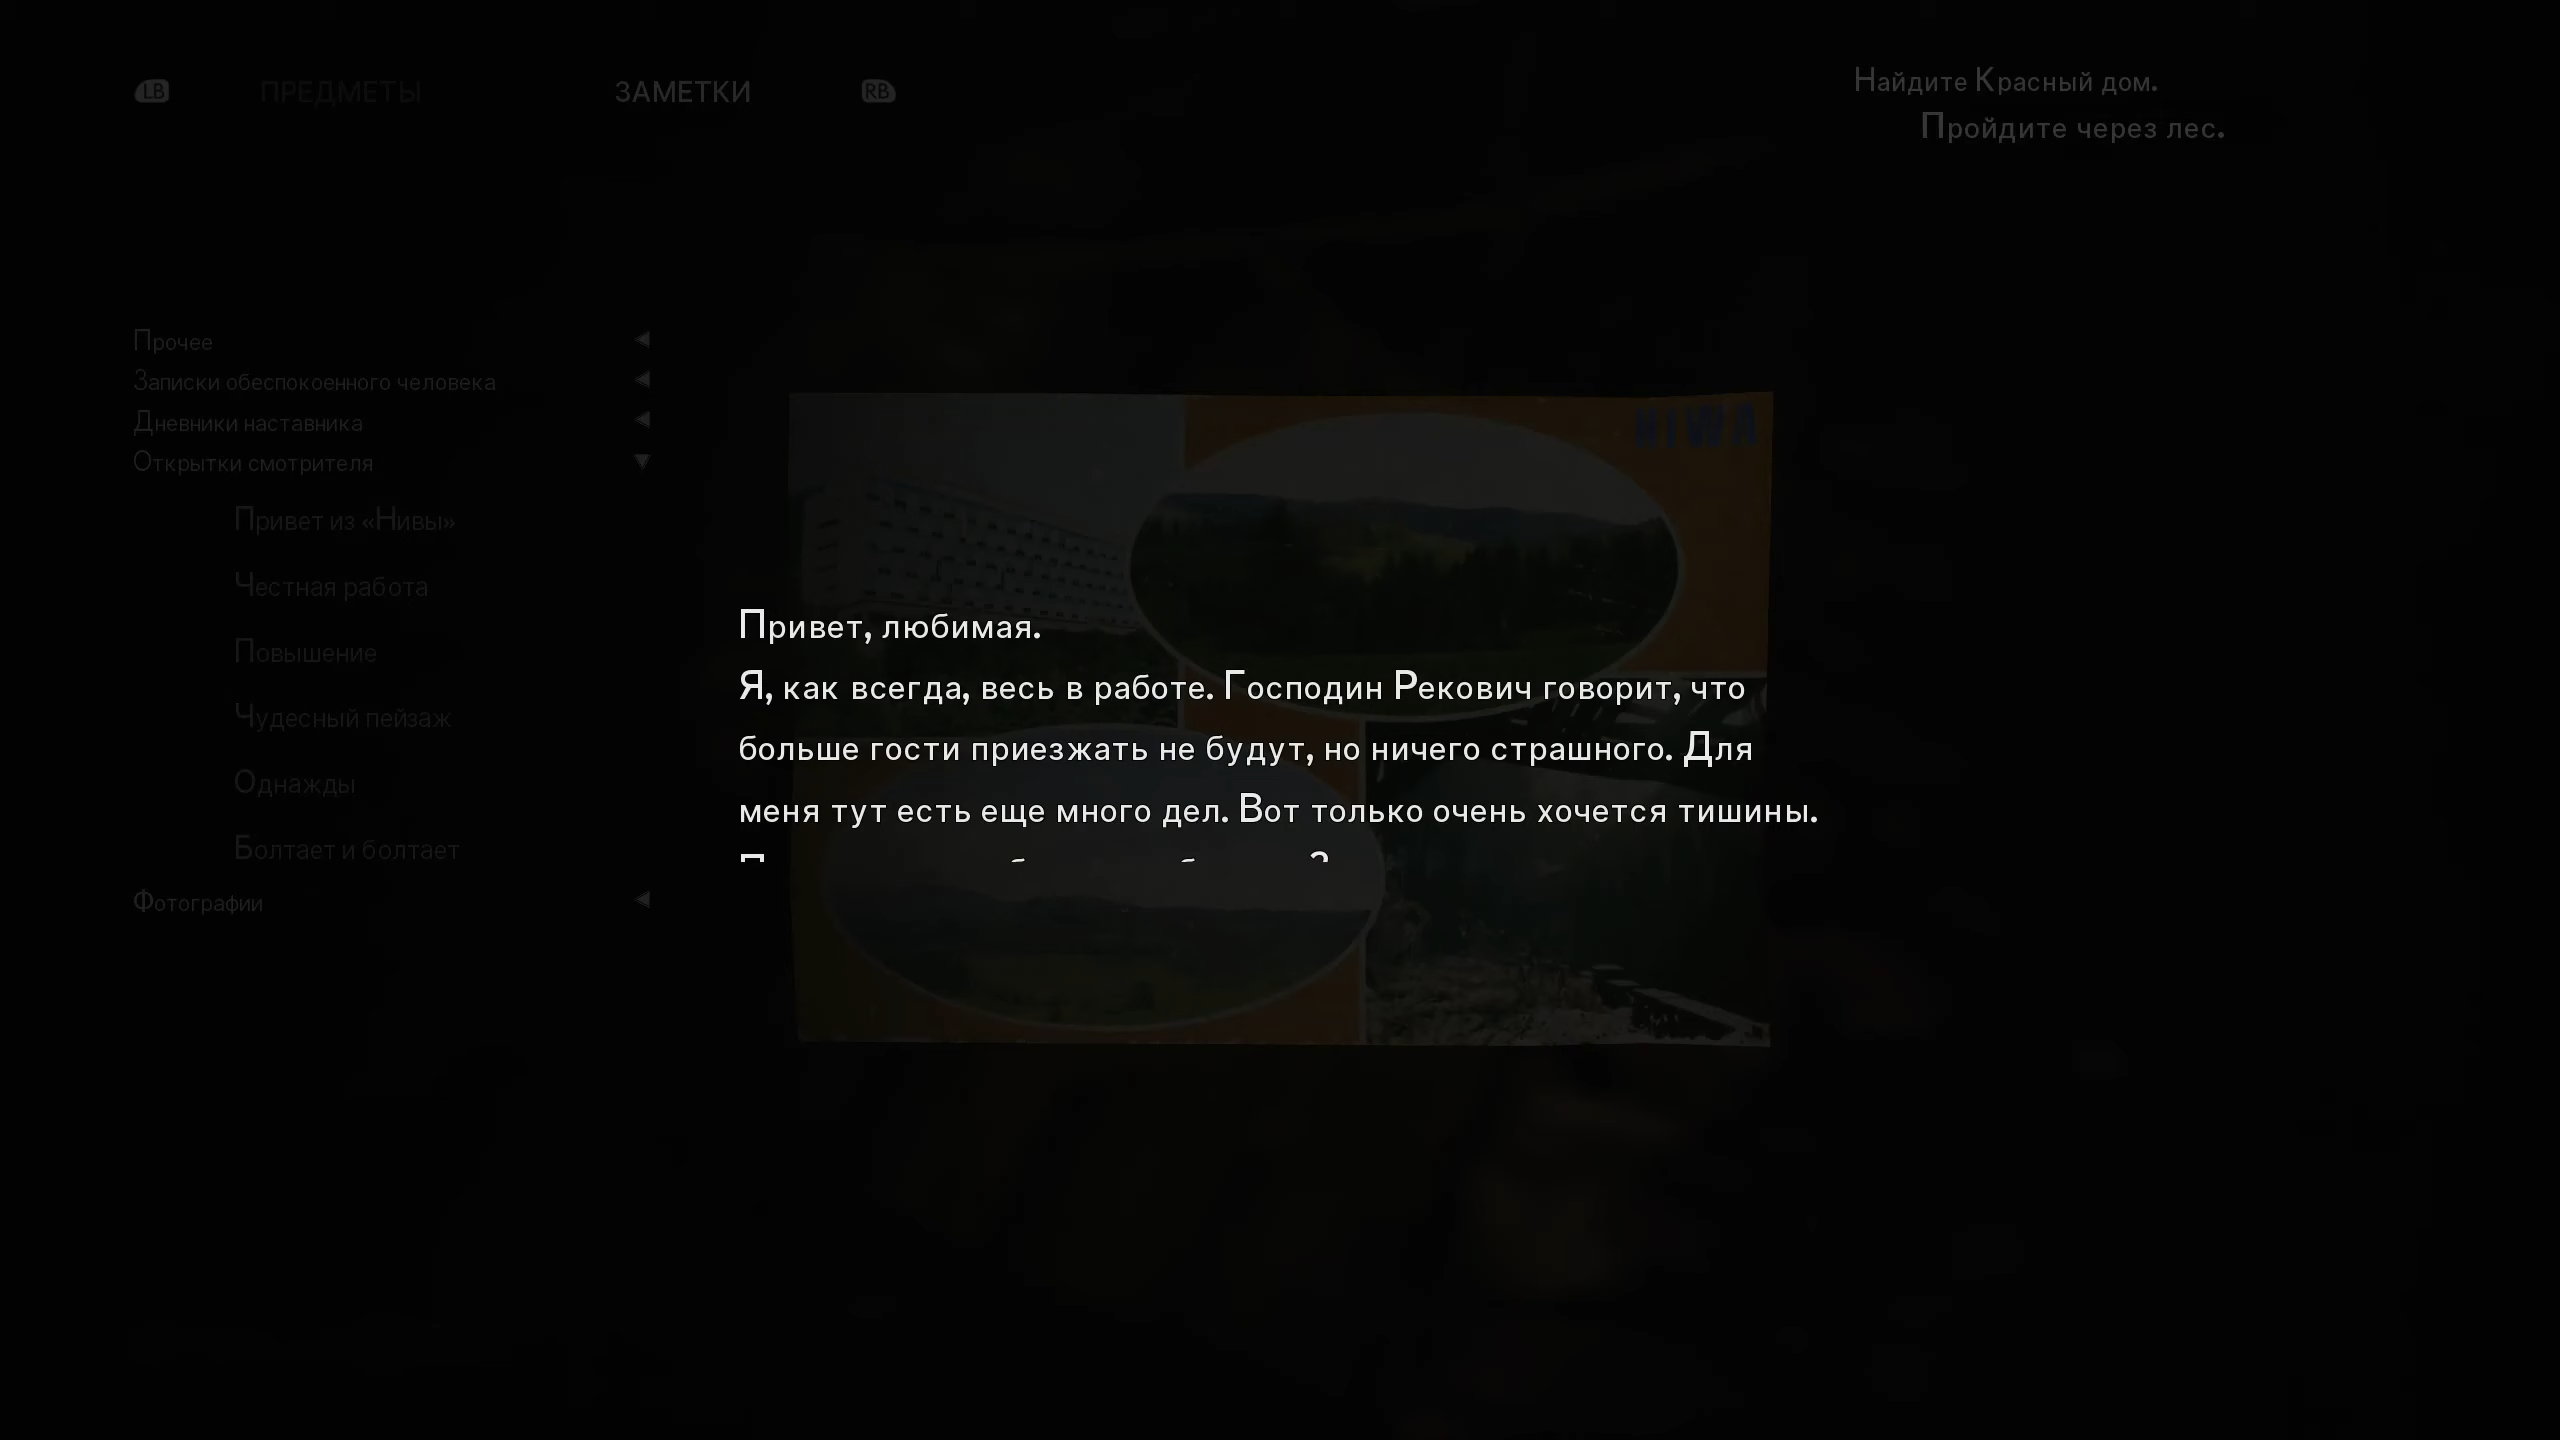 LB ПРЕДМЕТЫ ЗАМЕТКИ RB
Найдите Красный дом.
Пройдите через лес.
Прочее
Записки обеспокоенного человека
Дневники наставника
Открытки смотрителя
Привет из «Нивы»
Честная работа
Повышение
Чудесный пейзаж
Однажды
Болтает и болтает
Фотографии
NIWA
Привет, любимая.
Я, как всегда, весь в работе. Господин Рекович говорит, что
больше гости приезжать не будут, но ничего страшного. Для
меня тут есть еще много дел. Вот только очень хочется тишины.